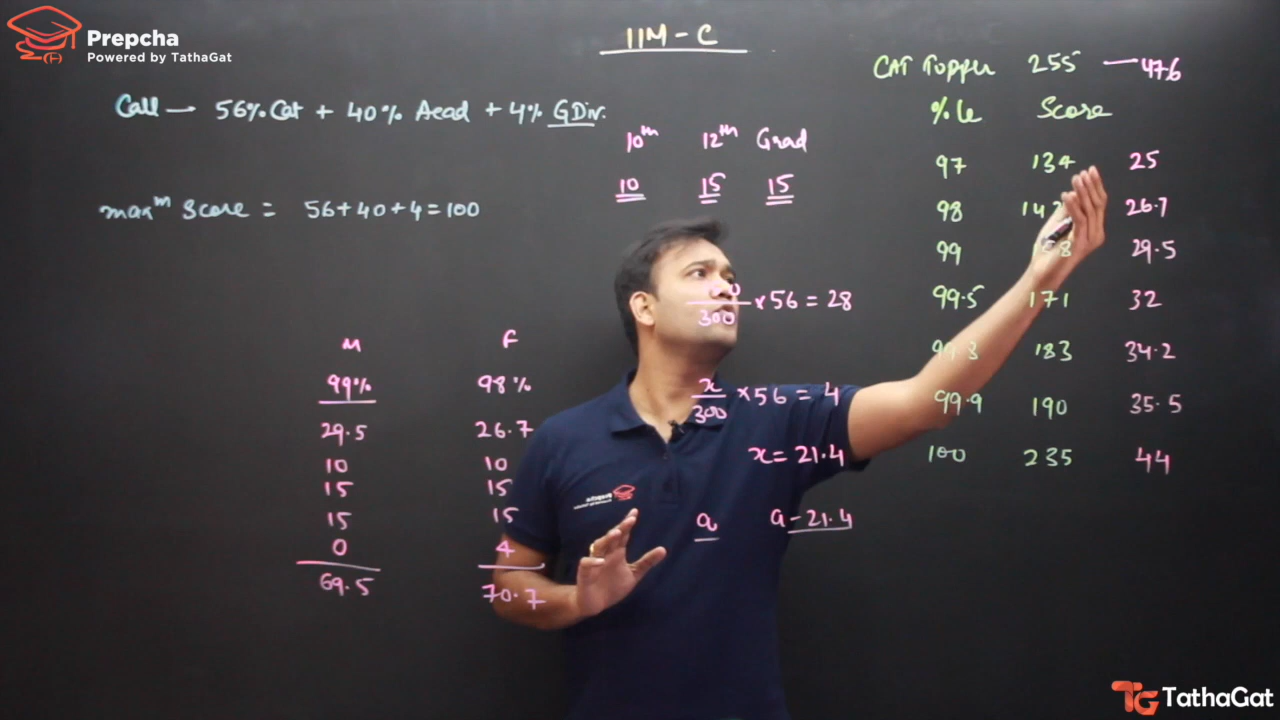 Prepcha
Powered by TathaGat
IIM - C
CAT Topper 255 — 47.6
Call → 56% Cat + 40% Acad + 4% GDiv.
%le Score
10th 12th Grad
10 15 15
97 134 25
maxm Score = 56+40+4=100
98 26.7
99 29.5
300 ×56 = 28
99.5 171 32
M F
183 34.2
99% 98%
x/300 ×56 = 4
99.9 190 35.5
29.5 26.7
x = 21.4
100 235 44
10 10
15 15
15 15
a a - 21.4
0 4
69.5 70.7
TathaGat